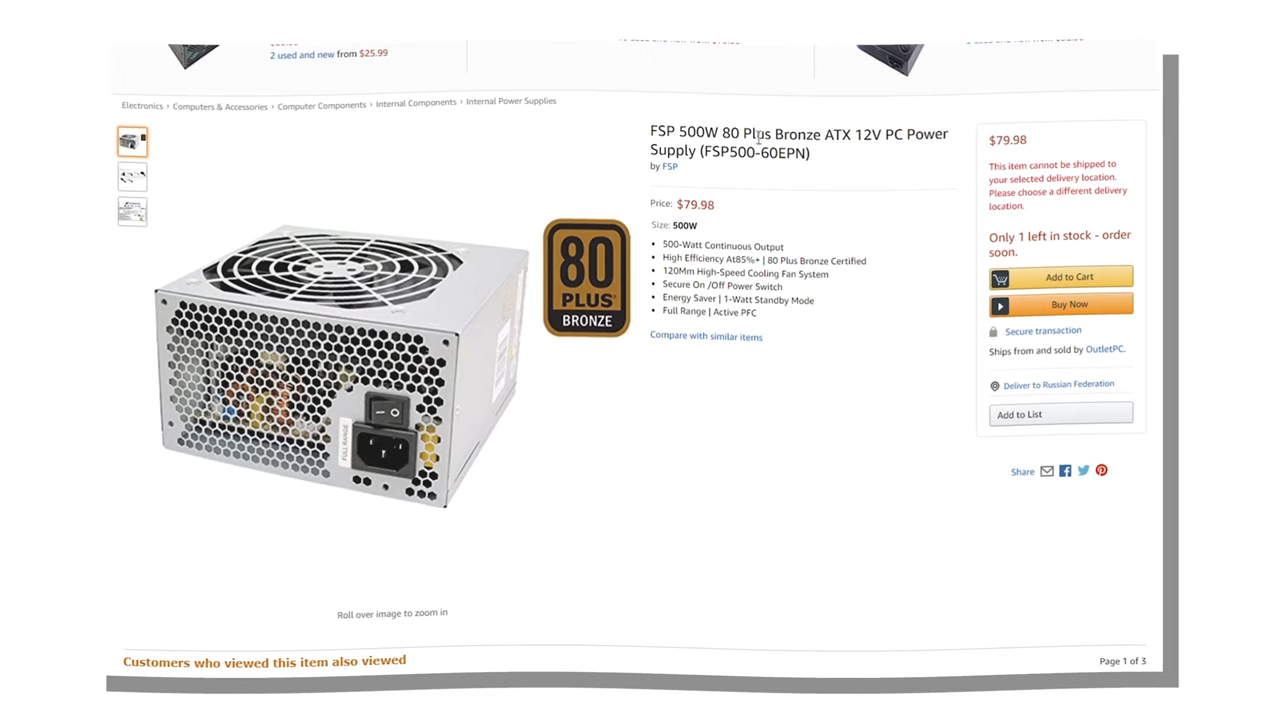 2 used and new from $25.99
Electronics › Computers & Accessories › Computer Components › Internal Components › Internal Power Supplies
FSP 500W 80 Plus Bronze ATX 12V PC Power
Supply (FSP500-60EPN)
by FSP
Price: $79.98
Size: 500W
• 500-Watt Continuous Output
• High Efficiency At85%+ | 80 Plus Bronze Certified
• 120Mm High-Speed Cooling Fan System
• Secure On /Off Power Switch
• Energy Saver | 1-Watt Standby Mode
• Full Range | Active PFC
Compare with similar items
80
PLUS
BRONZE
FULL RANGE
$79.98
This item cannot be shipped to
your selected delivery location.
Please choose a different delivery
location.
Only 1 left in stock - order
soon.
Add to Cart
Buy Now
Secure transaction
Ships from and sold by OutletPC.
Deliver to Russian Federation
Add to List
Share
Roll over image to zoom in
Customers who viewed this item also viewed
Page 1 of 3